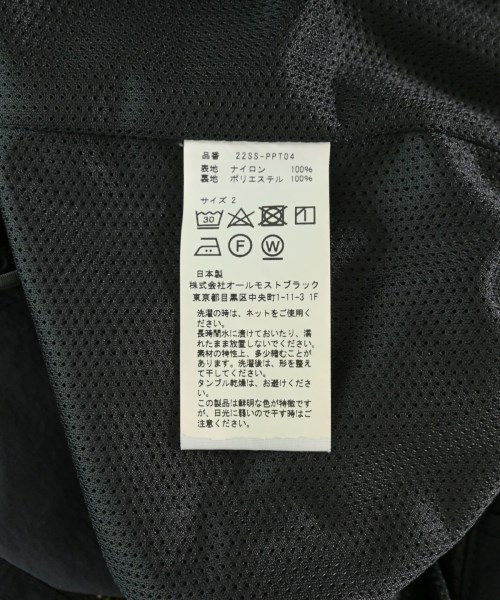 品番 22SS-PPT04
表地 ナイロン 100%
裏地 ポリエステル 100%
サイズ 2
30
F W
日本製
株式会社オールモストブラック
東京都目黒区中央町1-11-3 1F
洗濯の時は、ネットをご使用く
ださい。
長時間水に漬けておいたり、濡
れたまま放置しないでください。
素材の特性上、多少縮むことが
あります。洗濯後は、形を整え
て干してください。
タンブル乾燥は、お避けくださ
い。
この製品は鮮明な色が特徴です
が、日光に弱いので干す時はご
注意ください。